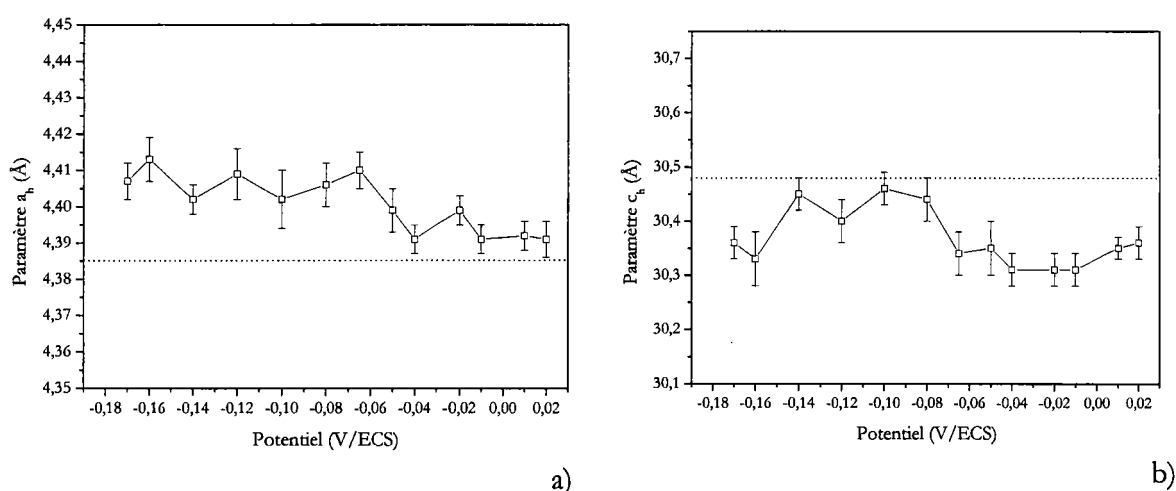 4,45
4,44
4,43
4,42
4,41
4,40
4,39
4,38
4,37
4,36
4,35
Paramètre a_h (Å)
-0,18 -0,16 -0,14 -0,12 -0,10 -0,08 -0,06 -0,04 -0,02 0,00 0,02
Potentiel (V/ECS)
a)
30,7
30,6
30,5
30,4
30,3
30,2
30,1
Paramètre c_h (Å)
-0,18 -0,16 -0,14 -0,12 -0,10 -0,08 -0,06 -0,04 -0,02 0,00 0,02
Potentiel (V/ECS)
b)